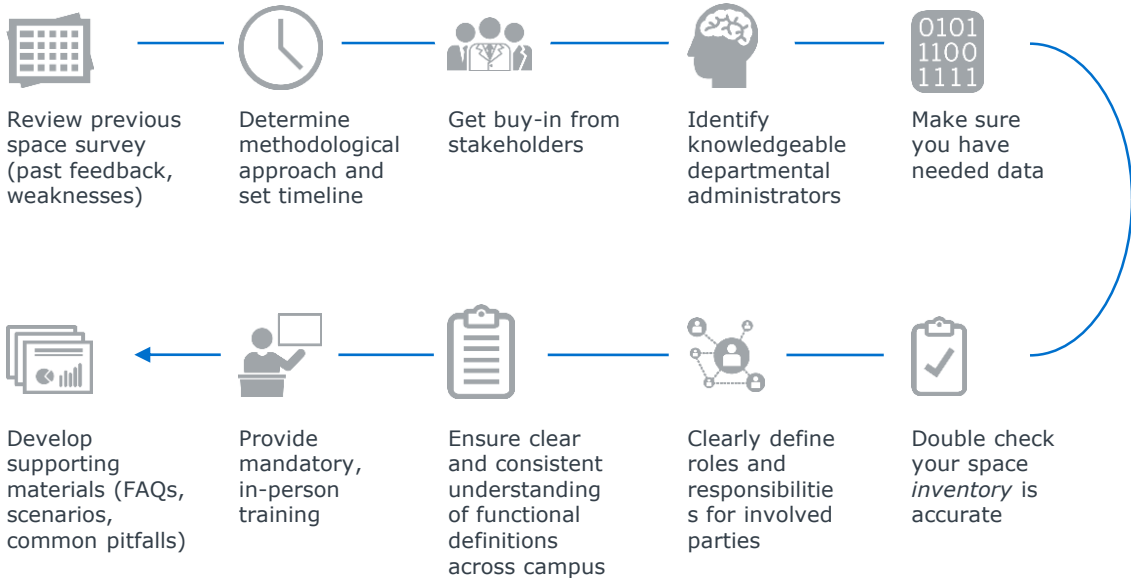 0101
1100
1111
Review previous
space survey
(past feedback,
weaknesses)
Determine
methodological
approach and
set timeline
Get buy-in from
stakeholders
Identify
knowledgeable
departmental
administrators
Make sure
you have
needed data
Double check
your space
inventory is
accurate
Clearly define
roles and
responsibilitie
s for involved
parties
Ensure clear
and consistent
understanding
of functional
definitions
across campus
Provide
mandatory,
in-person
training
Develop
supporting
materials (FAQs,
scenarios,
common pitfalls)